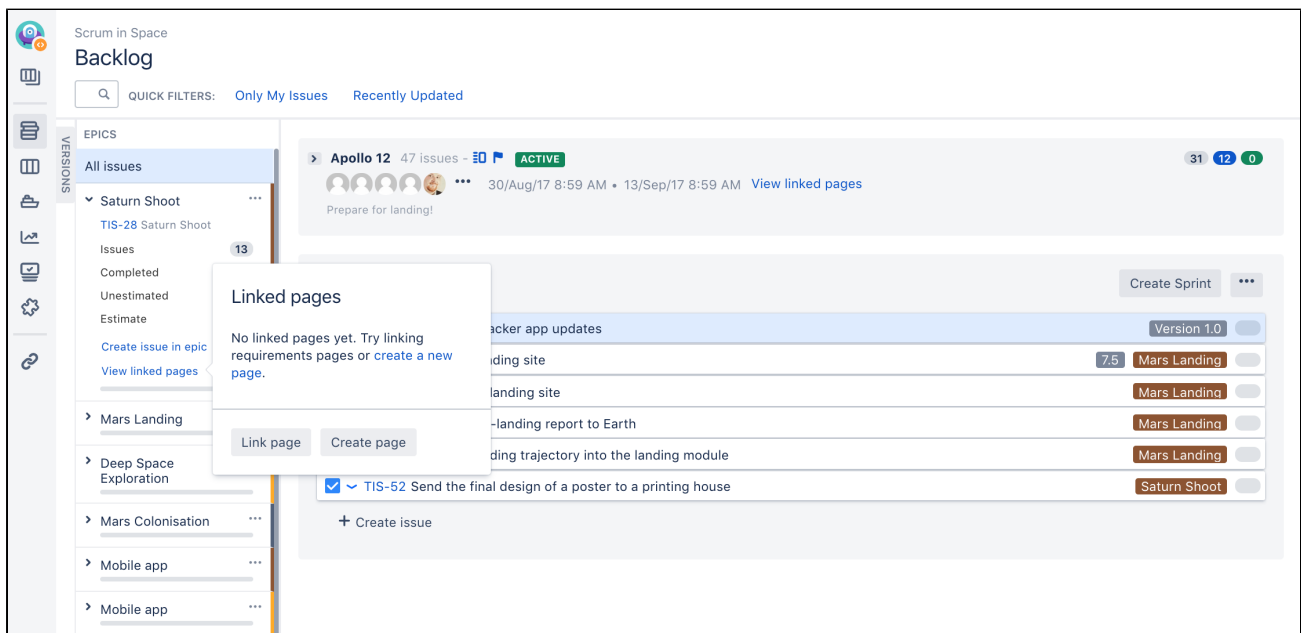 Scrum in Space
Backlog
QUICK FILTERS: Only My Issues Recently Updated
VERSIONS
EPICS
All issues
Saturn Shoot
TIS-28 Saturn Shoot
Issues 13
Completed
Unestimated
Estimate
Create issue in epic
View linked pages
Mars Landing
Deep Space
Exploration
Mars Colonisation
Mobile app
Mobile app
Linked pages
No linked pages yet. Try linking
requirements pages or create a new
page.
Link page Create page
Apollo 12 47 issues - ACTIVE 31 12 0
30/Aug/17 8:59 AM • 13/Sep/17 8:59 AM View linked pages
Prepare for landing!
Create Sprint
app updates Version 1.0
site 7.5 Mars Landing
landing site Mars Landing
-landing report to Earth Mars Landing
trajectory into the landing module Mars Landing
TIS-52 Send the final design of a poster to a printing house Saturn Shoot
+ Create issue